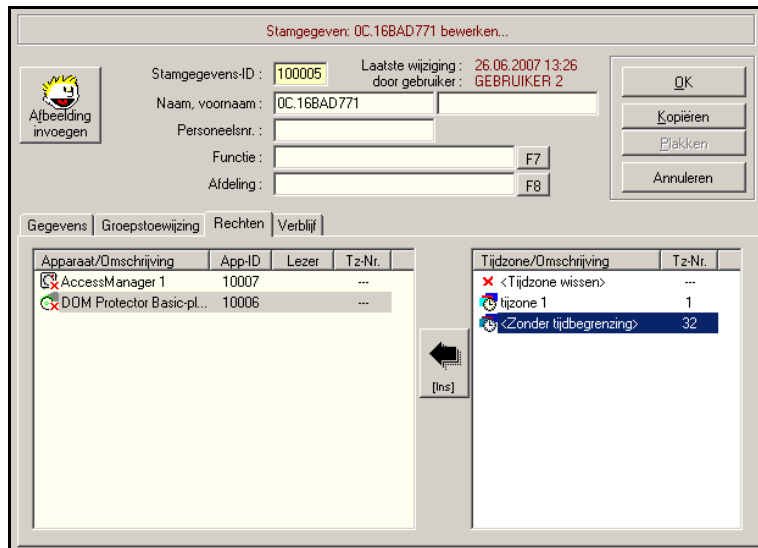 Stamgegeven: 0C.16BAD771 bewerken...
Afbeelding invoegen
Stamgegevens-ID : 100005
Laatste wijziging : 26.06.2007 13:26
door gebruiker : GEBRUIKER 2
Naam, voornaam : 0C.16BAD771
Personeelsnr. :
Functie : F7
Afdeling : F8
OK
Kopiëren
Plakken
Annuleren
Gegevens Groepstoewijzing Rechten Verblijf
Apparaat/Omschrijving App-ID Lezer Tz-Nr.
AccessManager 1 10007 ---
DOM Protector Basic-pl... 10006 ---
[Ins]
Tijdzone/Omschrijving Tz-Nr.
<Tijdzone wissen> ---
tijzone 1 1
<Zonder tijdbegrenzing> 32